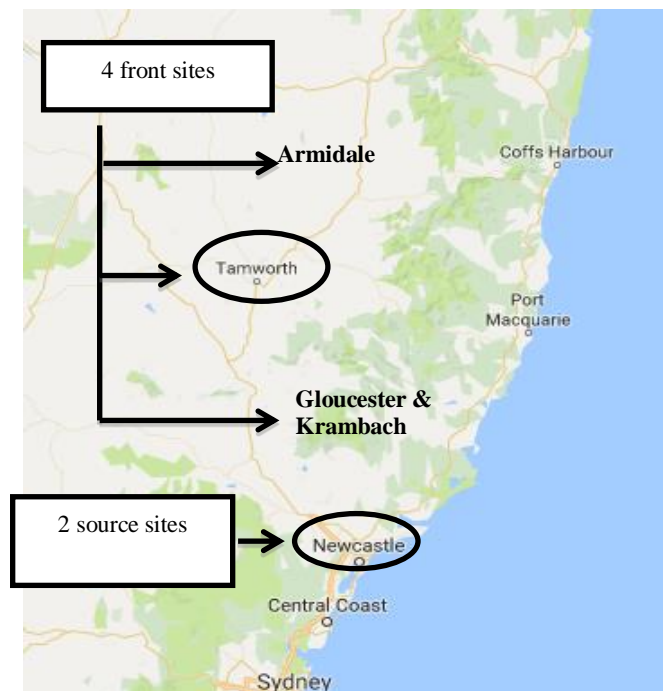 4 front sites
Armidale
Coffs Harbour
Tamworth
Port
Macquarie
Gloucester &
Krambach
2 source sites
Newcastle
Central Coast
Sydney